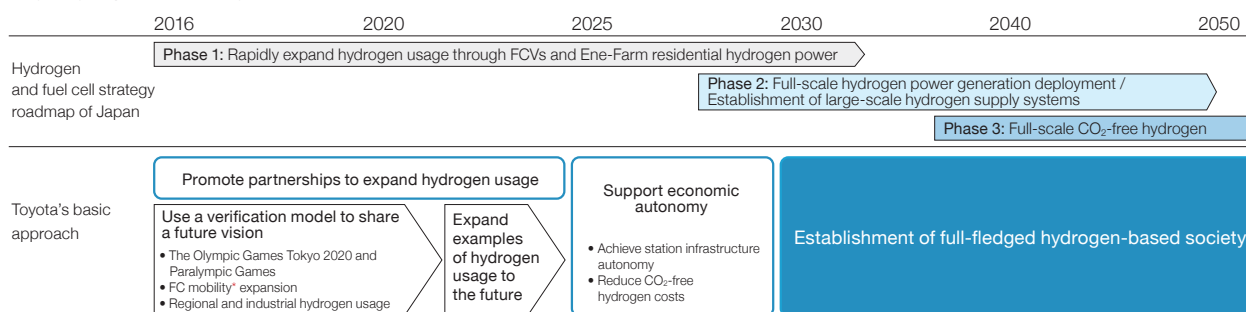 2016 2020 2025 2030 2040 2050
Hydrogen
and fuel cell strategy
roadmap of Japan
Phase 1: Rapidly expand hydrogen usage through FCVs and Ene-Farm residential hydrogen power
Phase 2: Full-scale hydrogen power generation deployment /
Establishment of large-scale hydrogen supply systems
Phase 3: Full-scale CO₂-free hydrogen
Toyota's basic
approach
Promote partnerships to expand hydrogen usage
Use a verification model to share
a future vision
• The Olympic Games Tokyo 2020 and
Paralympic Games
• FC mobility* expansion
• Regional and industrial hydrogen usage
Expand
examples
of hydrogen
usage to
the future
Support economic
autonomy
• Achieve station infrastructure
autonomy
• Reduce CO₂-free
hydrogen costs
Establishment of full-fledged hydrogen-based society